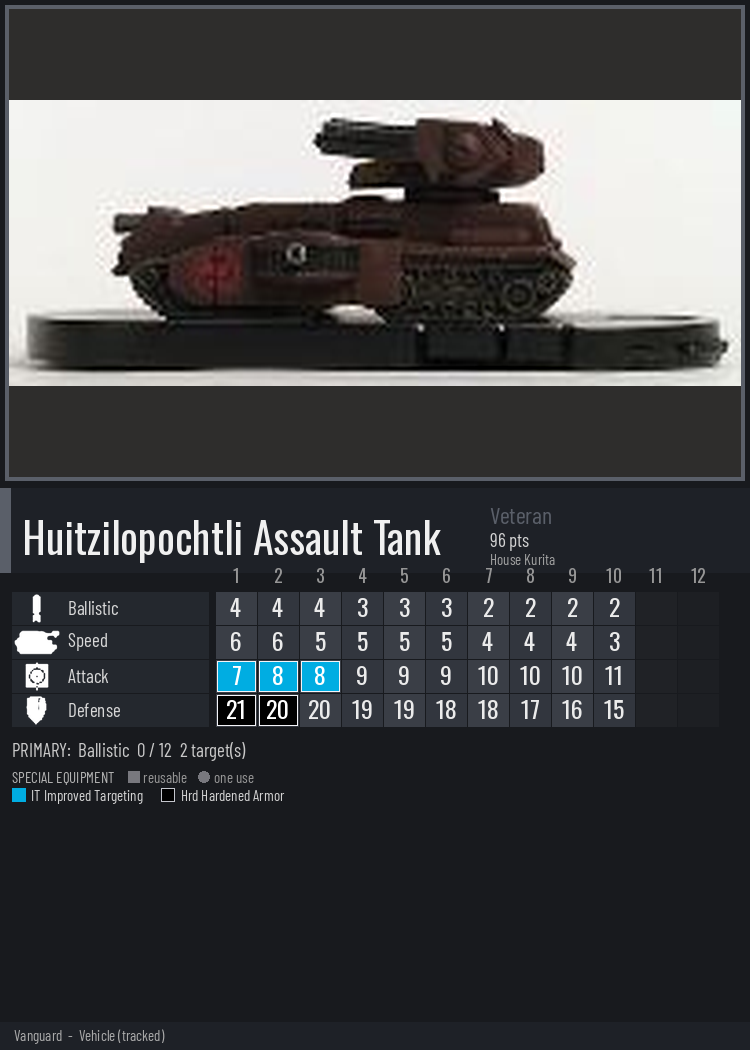 Huitzilopochtli Assault Tank
Veteran
96 pts
House Kurita
1 2 3 4 5 6 7 8 9 10 11 12
Ballistic 4 4 4 3 3 3 2 2 2 2
Speed 6 6 5 5 5 5 4 4 4 3
Attack 7 8 8 9 9 9 10 10 10 11
Defense 21 20 20 19 19 18 18 17 16 15
PRIMARY: Ballistic 0 / 12 2 target(s)
SPECIAL EQUIPMENT reusable one use
IT Improved Targeting Hrd Hardened Armor
Vanguard - Vehicle (tracked)